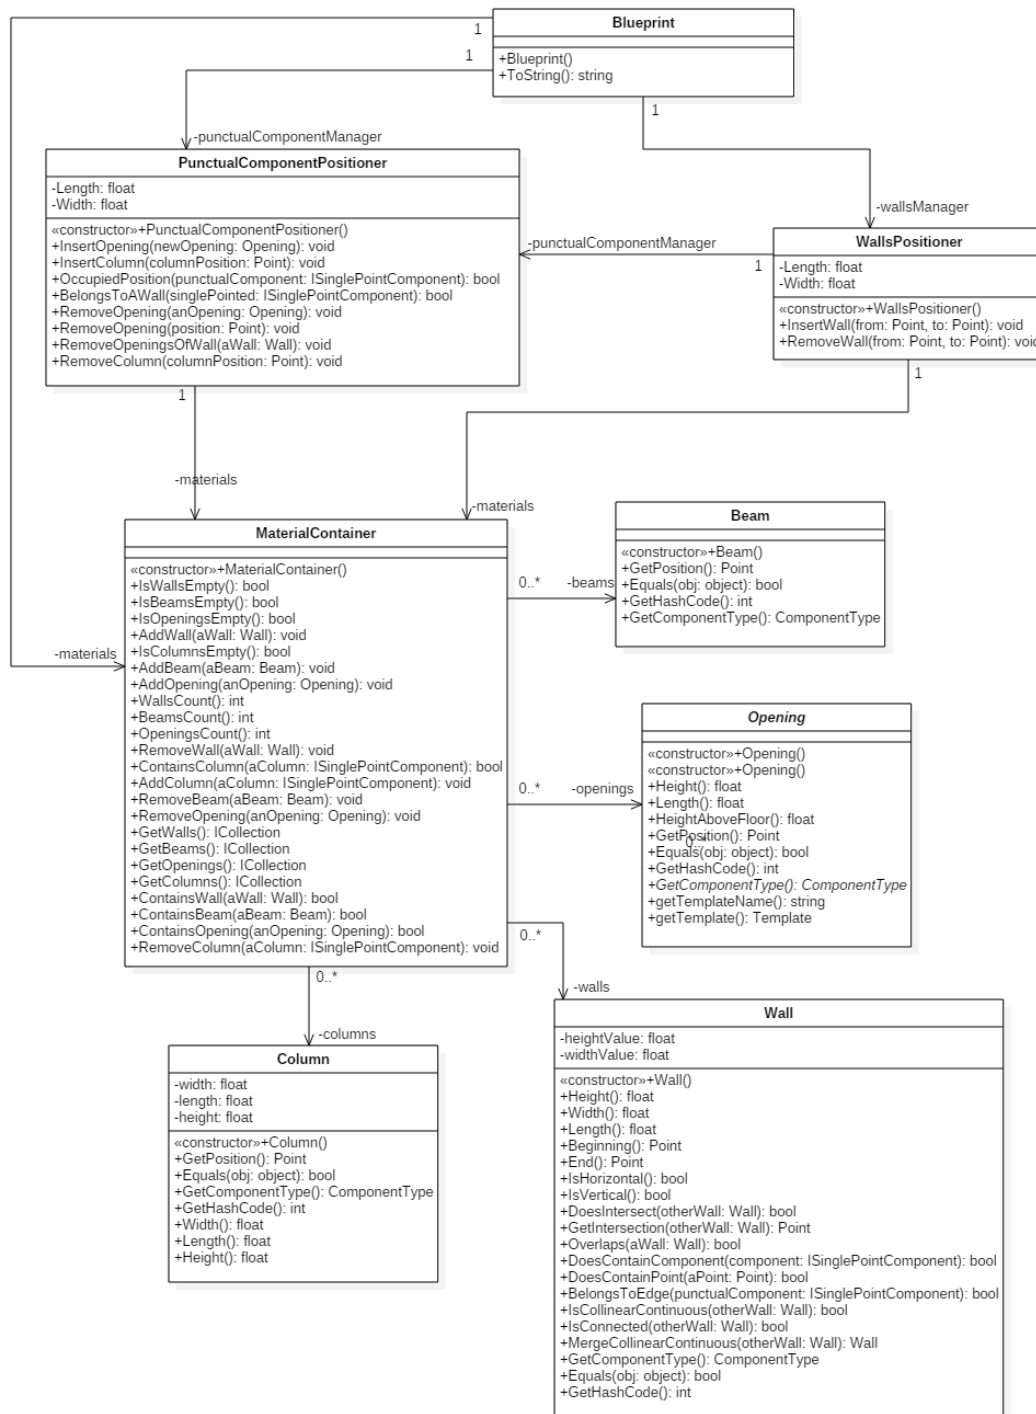 Blueprint
+Blueprint()
+ToString(): string
1
1
1
-punctualComponentManager
PunctualComponentPositioner
-Length: float
-Width: float
«constructor»+PunctualComponentPositioner()
+InsertOpening(newOpening: Opening): void
+InsertColumn(columnPosition: Point): void
+OccupiedPosition(punctualComponent: ISinglePointComponent): bool
+BelongsToAWall(singlePointed: ISinglePointComponent): bool
+RemoveOpening(anOpening: Opening): void
+RemoveOpening(position: Point): void
+RemoveOpeningsOfWall(aWall: Wall): void
+RemoveColumn(columnPosition: Point): void
1
-wallsManager
-punctualComponentManager
1
WallsPositioner
-Length: float
-Width: float
«constructor»+WallsPositioner()
+InsertWall(from: Point, to: Point): void
+RemoveWall(from: Point, to: Point): void
1
-materials
-materials
-materials
MaterialContainer
«constructor»+MaterialContainer()
+IsWallsEmpty(): bool
+IsBeamsEmpty(): bool
+IsOpeningsEmpty(): bool
+AddWall(aWall: Wall): void
+IsColumnsEmpty(): bool
+AddBeam(aBeam: Beam): void
+AddOpening(anOpening: Opening): void
+WallsCount(): int
+BeamsCount(): int
+OpeningsCount(): int
+RemoveWall(aWall: Wall): void
+ContainsColumn(aColumn: ISinglePointComponent): bool
+AddColumn(aColumn: ISinglePointComponent): void
+RemoveBeam(aBeam: Beam): void
+RemoveOpening(anOpening: Opening): void
+GetWalls(): ICollection
+GetBeams(): ICollection
+GetOpenings(): ICollection
+GetColumns(): ICollection
+ContainsWall(aWall: Wall): bool
+ContainsBeam(aBeam: Beam): bool
+ContainsOpening(anOpening: Opening): bool
+RemoveColumn(aColumn: ISinglePointComponent): void
0..* -beams
Beam
«constructor»+Beam()
+GetPosition(): Point
+Equals(obj: object): bool
+GetHashCode(): int
+GetComponentType(): ComponentType
0..* -openings
Opening
«constructor»+Opening()
«constructor»+Opening()
+Height(): float
+Length(): float
+HeightAboveFloor(): float
+GetPosition(): Point
0..*
+Equals(obj: object): bool
+GetHashCode(): int
+GetComponentType(): ComponentType
+getTemplateName(): string
+getTemplate(): Template
0..*
-walls
0..*
-columns
Column
-width: float
-length: float
-height: float
«constructor»+Column()
+GetPosition(): Point
+Equals(obj: object): bool
+GetComponentType(): ComponentType
+GetHashCode(): int
+Width(): float
+Length(): float
+Height(): float
Wall
-heightValue: float
-widthValue: float
«constructor»+Wall()
+Height(): float
+Width(): float
+Length(): float
+Beginning(): Point
+End(): Point
+IsHorizontal(): bool
+IsVertical(): bool
+DoesIntersect(otherWall: Wall): bool
+GetIntersection(otherWall: Wall): Point
+Overlaps(aWall: Wall): bool
+DoesContainComponent(component: ISinglePointComponent): bool
+DoesContainPoint(aPoint: Point): bool
+BelongsToEdge(punctualComponent: ISinglePointComponent): bool
+IsCollinearContinuous(otherWall: Wall): bool
+IsConnected(otherWall: Wall): bool
+MergeCollinearContinuous(otherWall: Wall): Wall
+GetComponentType(): ComponentType
+Equals(obj: object): bool
+GetHashCode(): int